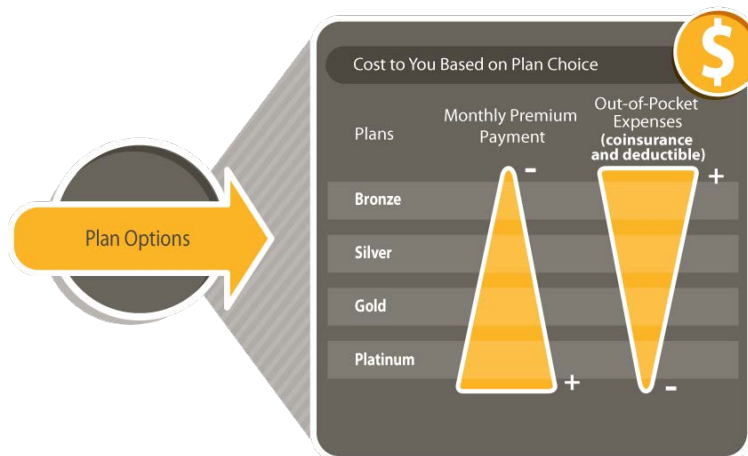 $
Cost to You Based on Plan Choice
Plans
Monthly Premium
Payment
Out-of-Pocket
Expenses
(coinsurance
and deductible)
- +
Bronze
Plan Options
Silver
Gold
Platinum
+ -